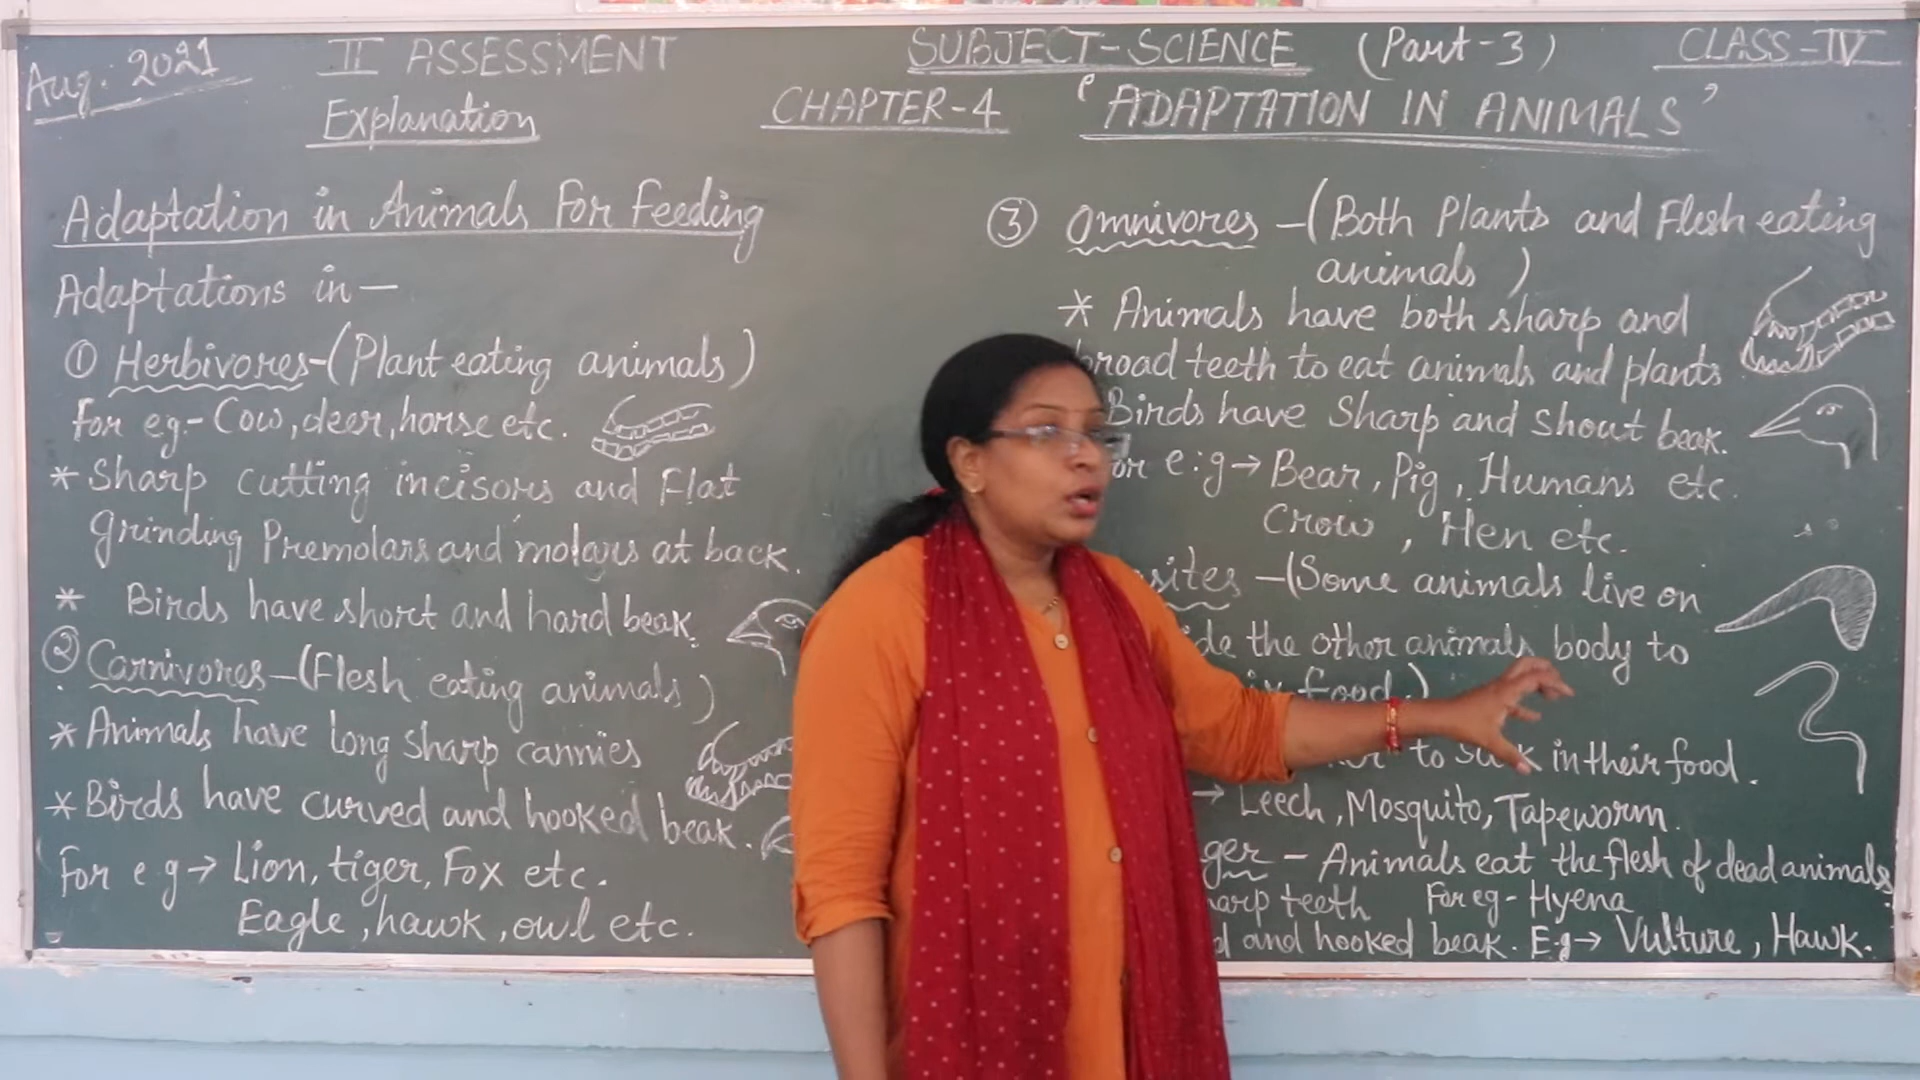 Aug. 2021
II ASSESSMENT
SUBJECT-SCIENCE (Part-3)
CLASS-IV
Explanation
CHAPTER-4 'ADAPTATION IN ANIMALS'
Adaptation in Animals For Feeding
Adaptations in—
① Herbivores-(Plant eating animals)
For eg.- Cow, deer, horse etc.
* Sharp cutting incisors and Flat
grinding Premolars and molars at back.
* Birds have short and hard beak.
② Carnivores-(Flesh eating animals)
* Animals have long sharp cannies
* Birds have curved and hooked beak.
For e.g → Lion, tiger, Fox etc.
Eagle, hawk, owl etc.
③ Omnivores -(Both Plants and Flesh eating
animals)
* Animals have both sharp and
broad teeth to eat animals and plants
Birds have Sharp and shout beak.
For e.g → Bear, Pig, Humans etc.
Crow, Hen etc.
-(Some animals live on
the other animals body to
food.)
to suck in their food.
→ Leech, Mosquito, Tapeworm.
- Animals eat the flesh of dead animals.
teeth For eg - Hyena
and hooked beak. E.g → Vulture, Hawk.